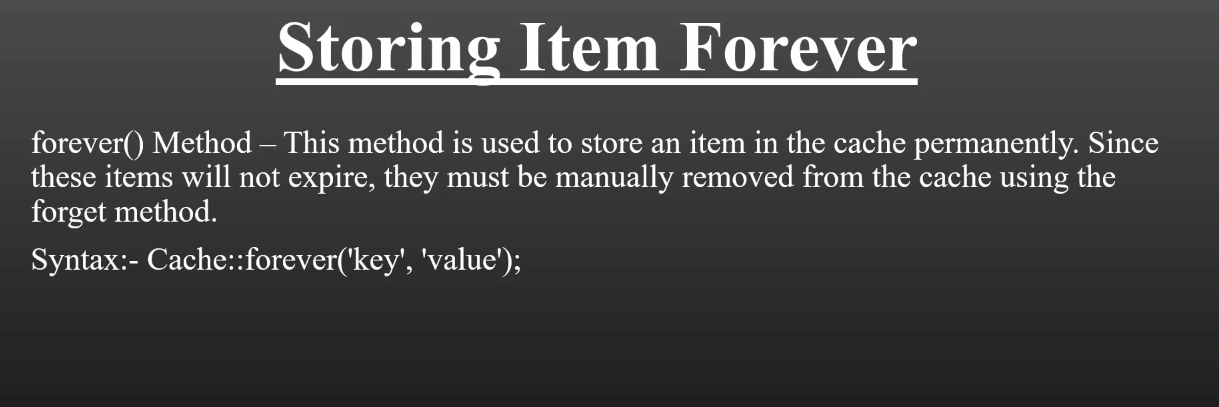 Storing Item Forever
forever() Method – This method is used to store an item in the cache permanently. Since
these items will not expire, they must be manually removed from the cache using the
forget method.
Syntax:- Cache::forever('key', 'value');